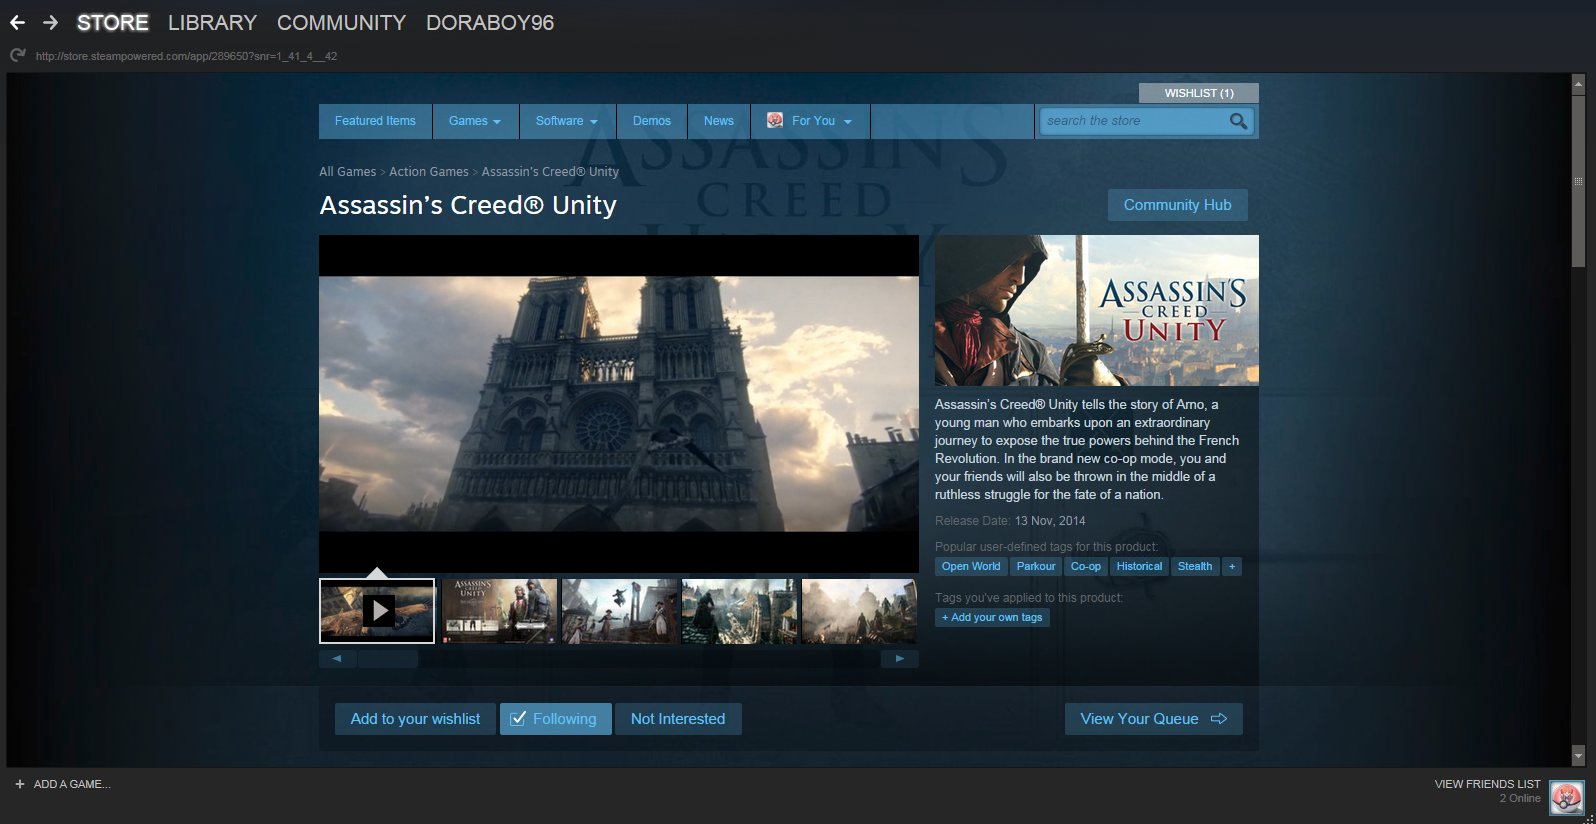 STORE LIBRARY COMMUNITY DORABOY96
http://store.steampowered.com/app/289650?snr=1_41_4__42
WISHLIST (1)
Featured Items Games Software Demos News For You search the store
ASSASSIN'S
CREED
All Games > Action Games > Assassin's Creed® Unity
Assassin's Creed® Unity
Community Hub
ASSASSIN'S
CREED
UNITY
Assassin's Creed® Unity tells the story of Arno, a
young man who embarks upon an extraordinary
journey to expose the true powers behind the French
Revolution. In the brand new co-op mode, you and
your friends will also be thrown in the middle of a
ruthless struggle for the fate of a nation.
Release Date: 13 Nov, 2014
Popular user-defined tags for this product:
Open World Parkour Co-op Historical Stealth +
ASSASSIN'S
CREED
UNITY
Tags you've applied to this product:
+ Add your own tags
Add to your wishlist Following Not Interested View Your Queue
+ ADD A GAME...
VIEW FRIENDS LIST
2 Online